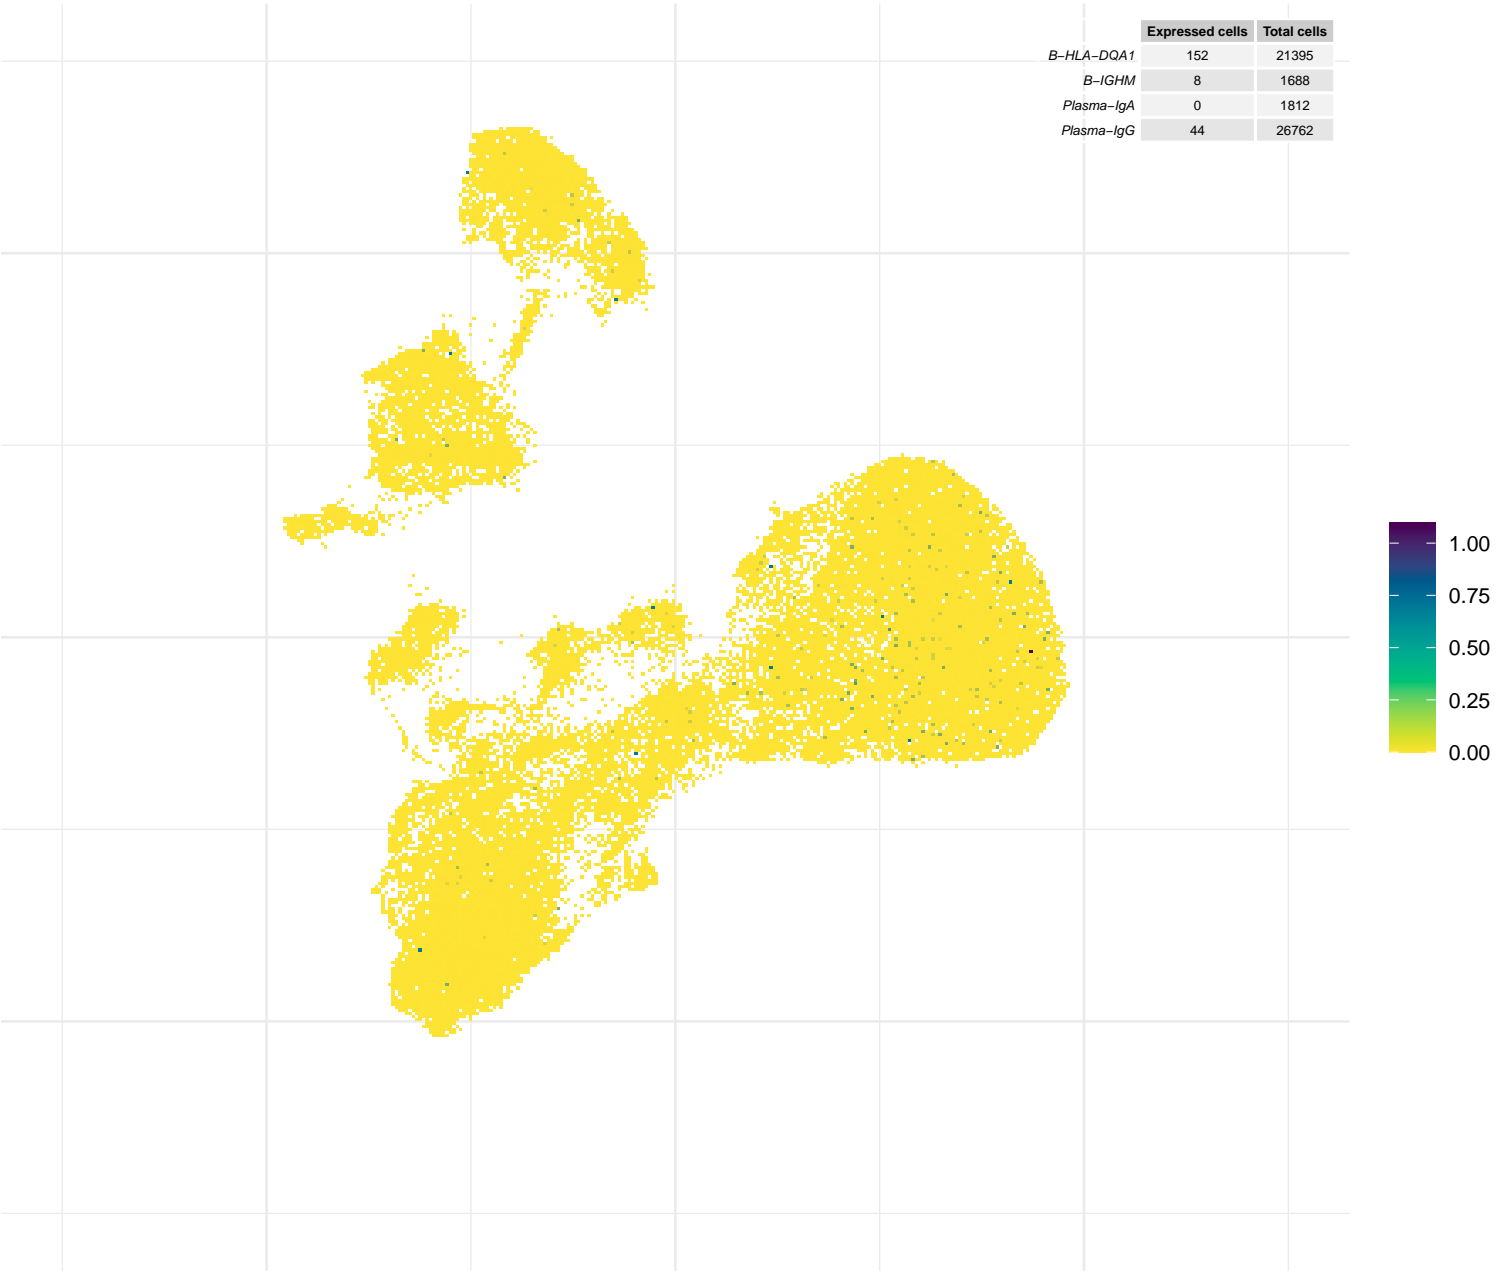 Expressed cells Total cells
B−HLA−DQA1 152 21395
B−IGHM 8 1688
Plasma−IgA 0 1812
Plasma−IgG 44 26762
1.00
0.75
0.50
0.25
0.00